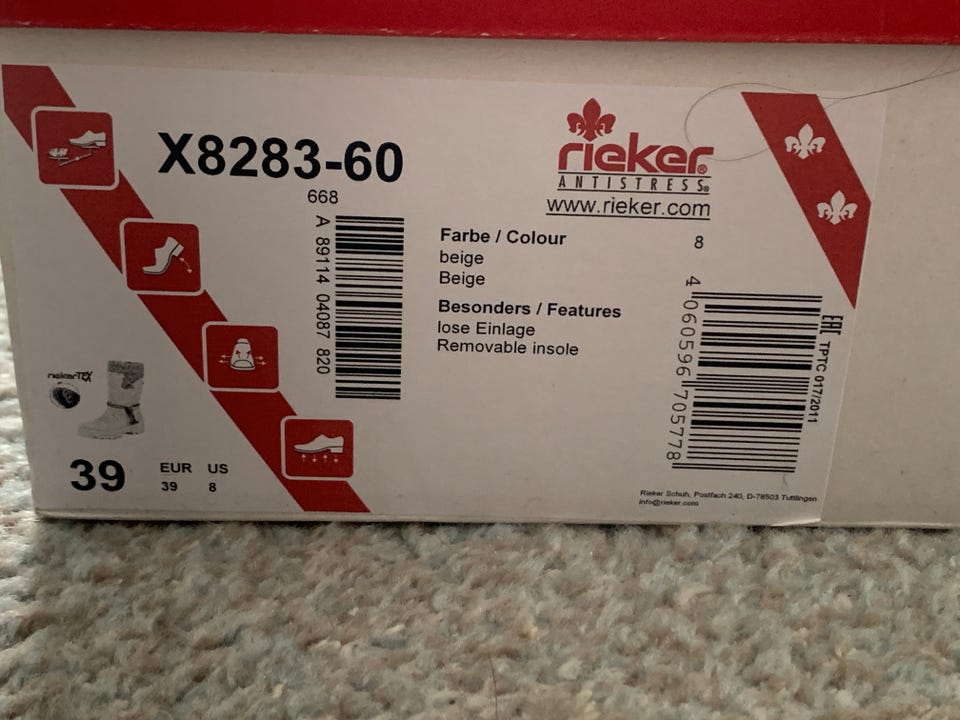 X8283-60
668
A 89114 04087 820
rieker®
ANTISTRESS®
www.rieker.com
Farbe / Colour
beige
Beige
Besonders / Features
lose Einlage
Removable insole
8
4 060596 705778
EAC TPTC 017/2011
riekerTEX
39
EUR US
39 8
Rieker Schuh, Postfach 240, D-78503 Tuttlingen
info@rieker.com